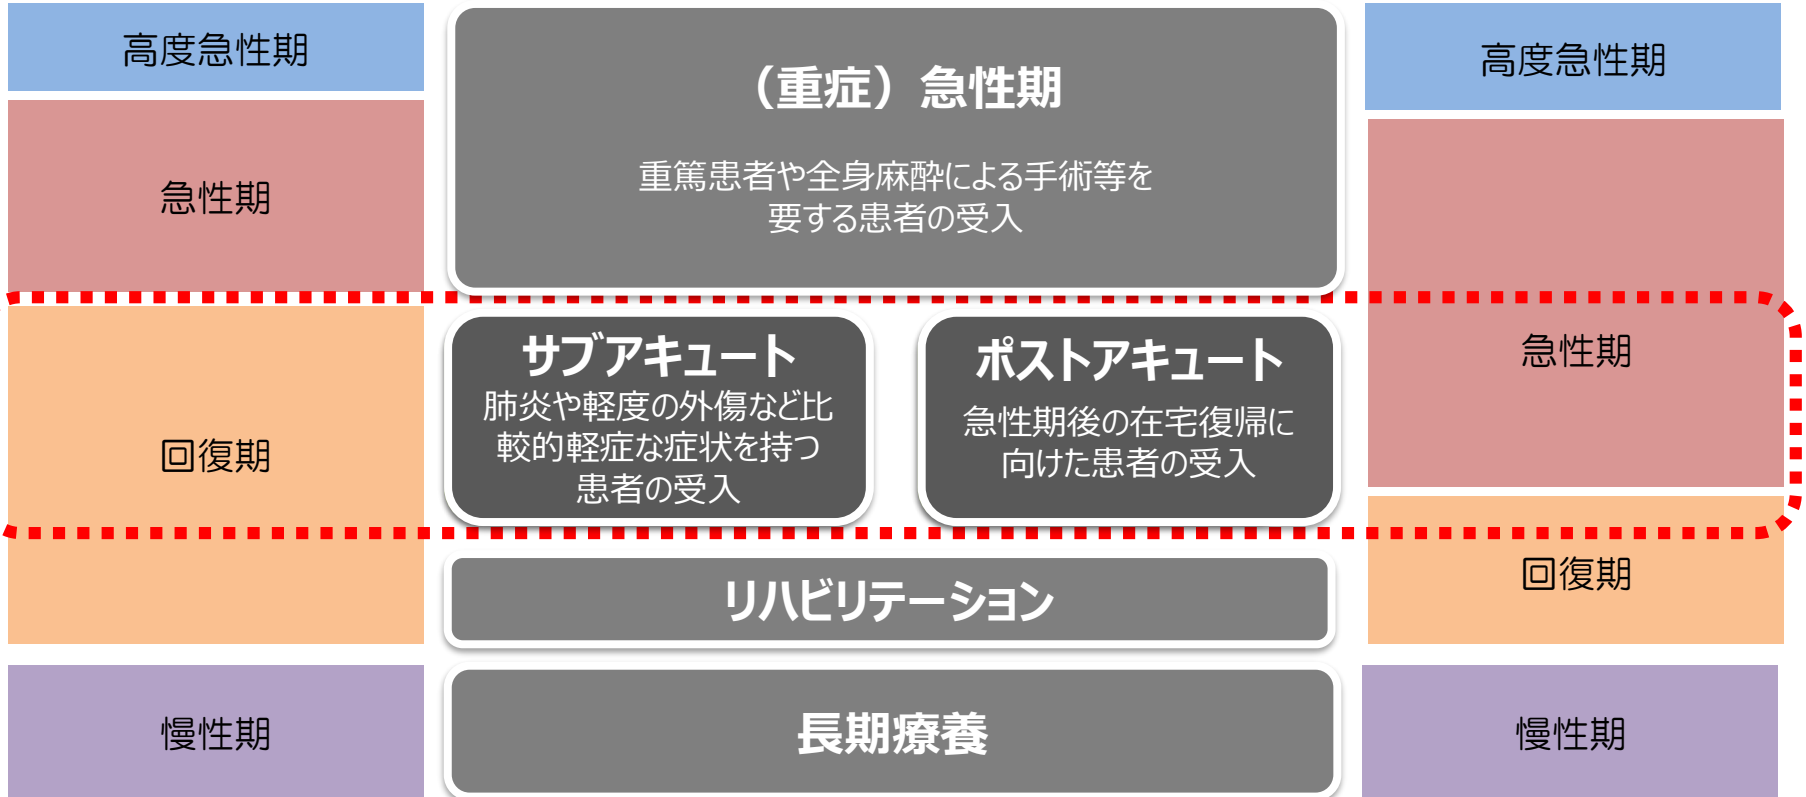 高度急性期
急性期
回復期
慢性期
（重症）急性期
重篤患者や全身麻酔による手術等を
要する患者の受入
サブアキュート
肺炎や軽度の外傷など比
較的軽症な症状を持つ
患者の受入
ポストアキュート
急性期後の在宅復帰に
向けた患者の受入
リハビリテーション
長期療養
高度急性期
急性期
回復期
慢性期